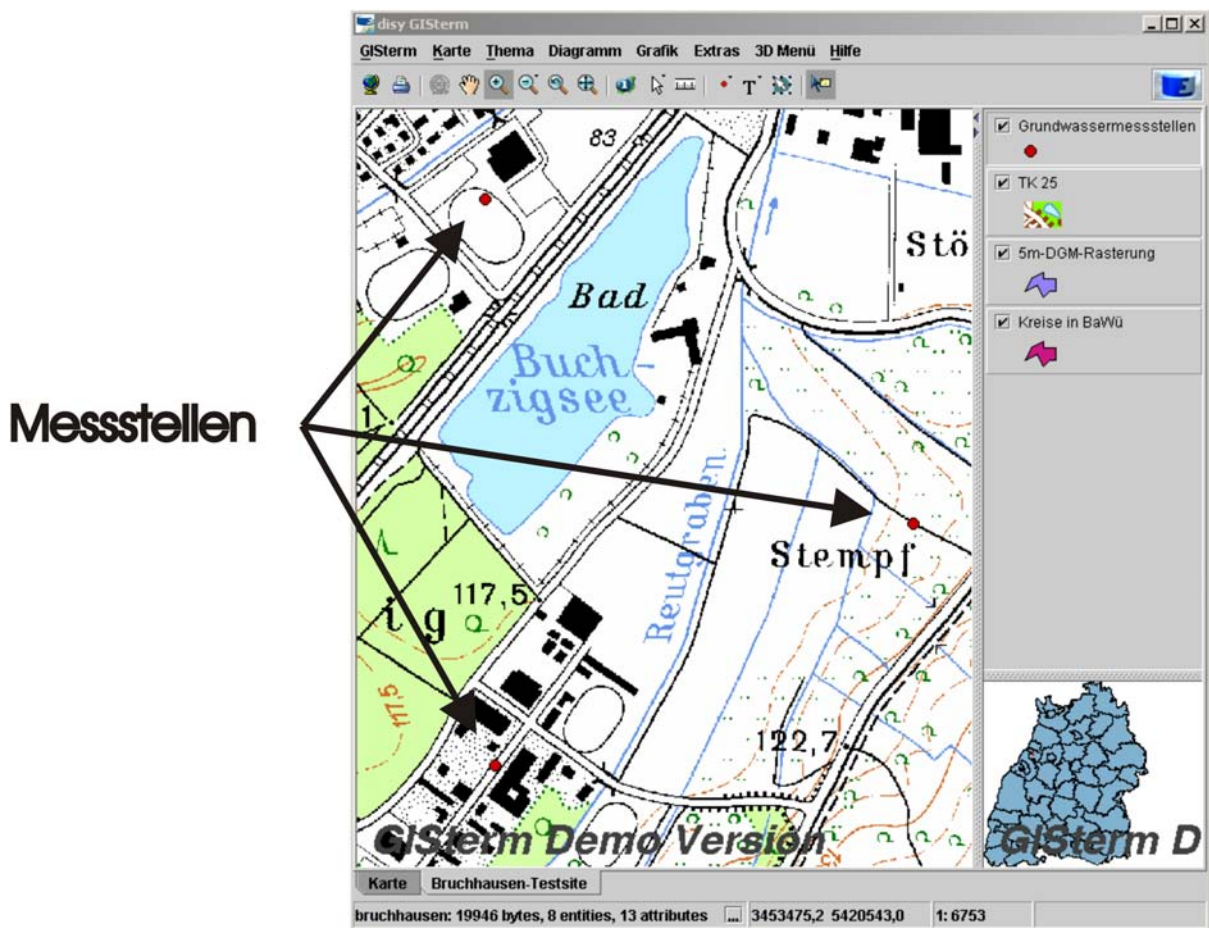 disy GISterm
GISterm Karte Thema Diagramm Grafik Extras 3D Menü Hilfe
T
83
Stö
Bad
Buch-
zigsee
1
Messstellen
Reutgraben.
Stempf
117,5
i g
117,5
122,7
GISterm Demo Version
Grundwassermessstellen
TK 25
5m-DGM-Rasterung
Kreise in BaWü
GISterm D
Karte Bruchhausen-Testsite
bruchhausen: 19946 bytes, 8 entities, 13 attributes ... 3453475,2 5420543,0 1: 6753